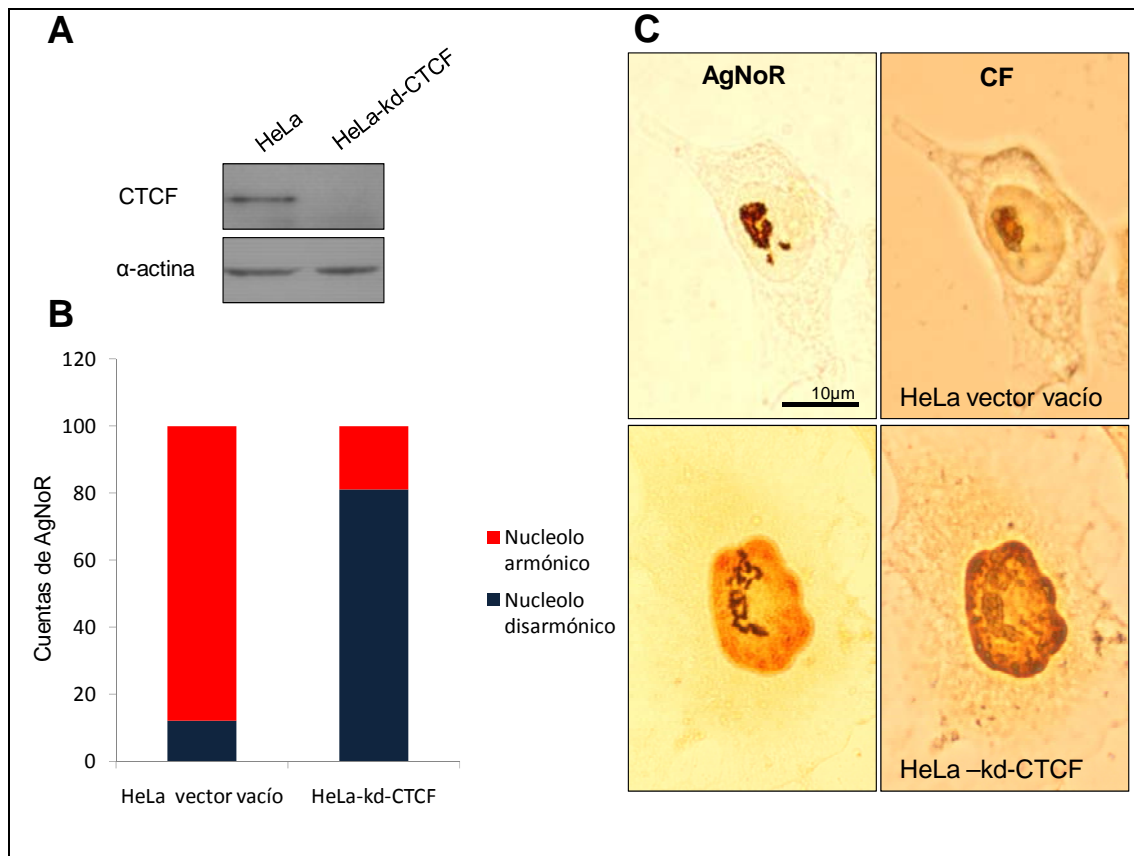 A
HeLa
HeLa-kd-CTCF
CTCF
α-actina
B
120
100
80
60
40
20
0
Cuentas de AgNoR
HeLa vector vacío
HeLa-kd-CTCF
Nucleolo
armónico
Nucleolo
disarmónico
C
AgNoR
CF
10µm
HeLa vector vacío
HeLa –kd-CTCF